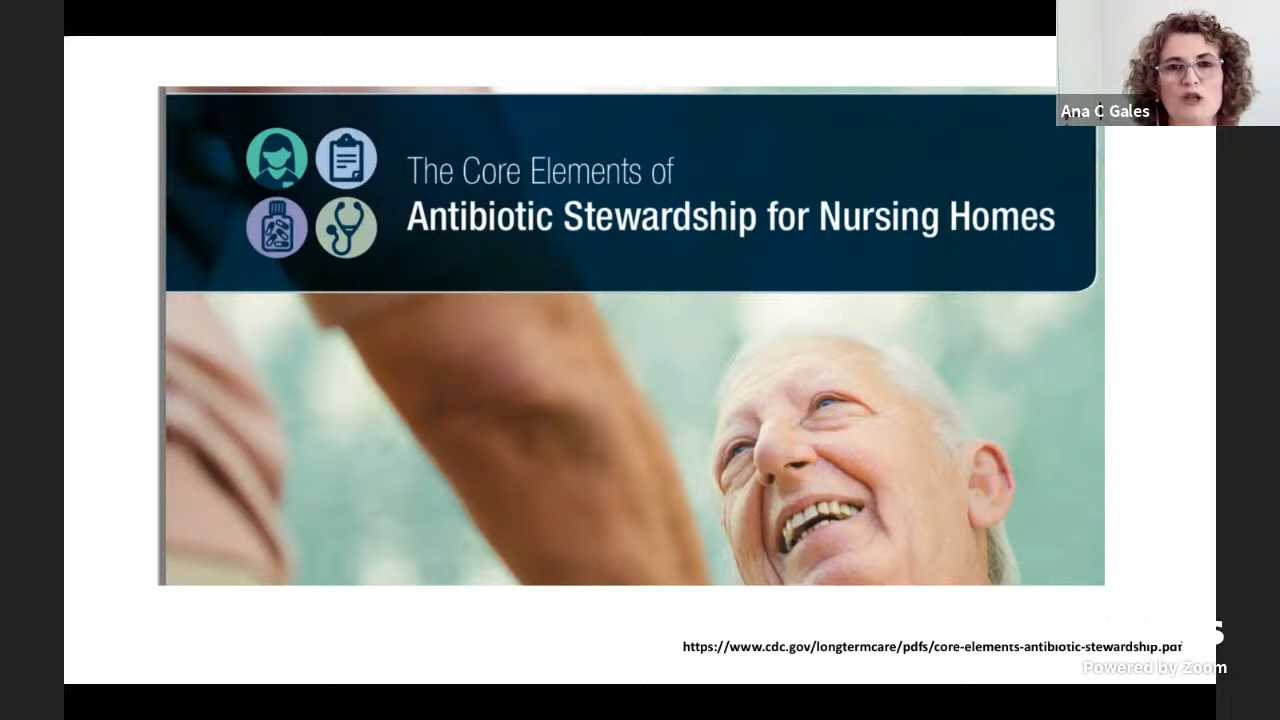 Ana C Gales
The Core Elements of
Antibiotic Stewardship for Nursing Homes
https://www.cdc.gov/longtermcare/pdfs/core-elements-antibiotic-stewardship.pdf
Powered by Zoom